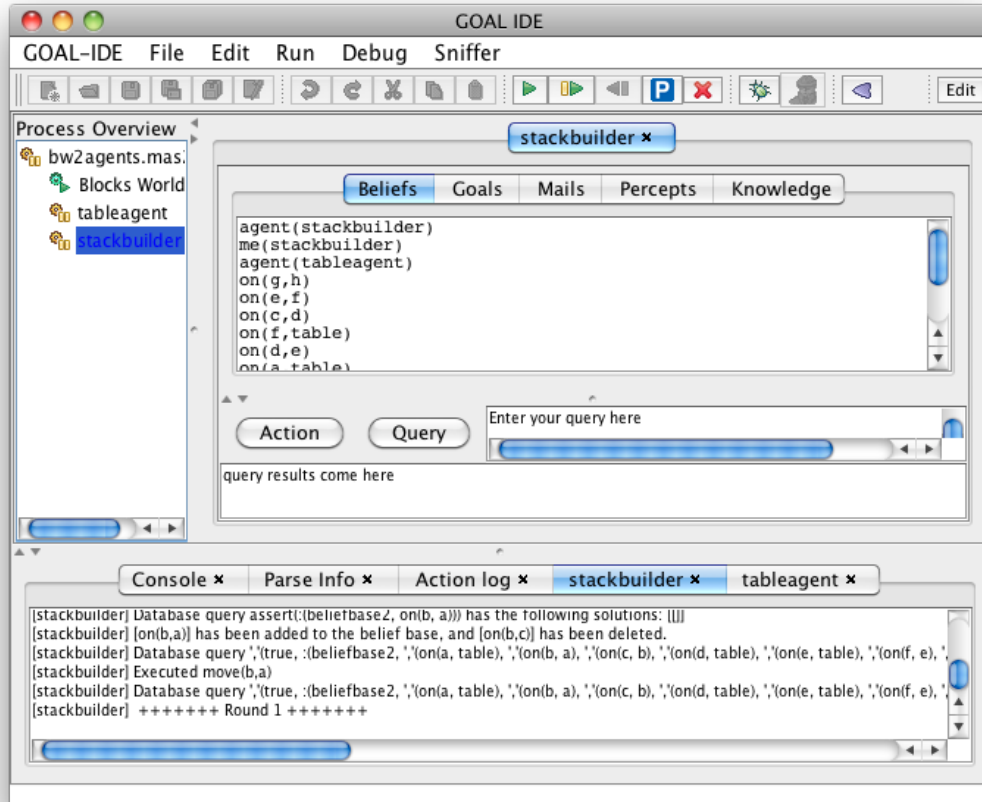 GOAL IDE
GOAL-IDE File Edit Run Debug Sniffer
P Edit
Process Overview
bw2agents.mas
Blocks World
tableagent
stackbuilder
stackbuilder ×
Beliefs Goals Mails Percepts Knowledge
agent(stackbuilder)
me(stackbuilder)
agent(tableagent)
on(g,h)
on(e,f)
on(c,d)
on(f,table)
on(d,e)
on(a,table)
Action Query
Enter your query here
query results come here
Console × Parse Info × Action log × stackbuilder × tableagent ×
[stackbuilder] Database query assert(:(beliefbase2, on(b, a))) has the following solutions: [[]]
[stackbuilder] [on(b,a)] has been added to the belief base, and [on(b,c)] has been deleted.
[stackbuilder] Database query ','(true, :(beliefbase2, ','(on(a, table), ','(on(b, a), ','(on(c, b), ','(on(d, table), ','(on(e, table), ','(on(f, e), ',
[stackbuilder] Executed move(b,a)
[stackbuilder] Database query ','(true, :(beliefbase2, ','(on(a, table), ','(on(b, a), ','(on(c, b), ','(on(d, table), ','(on(e, table), ','(on(f, e), ',
[stackbuilder] +++++++ Round 1 +++++++